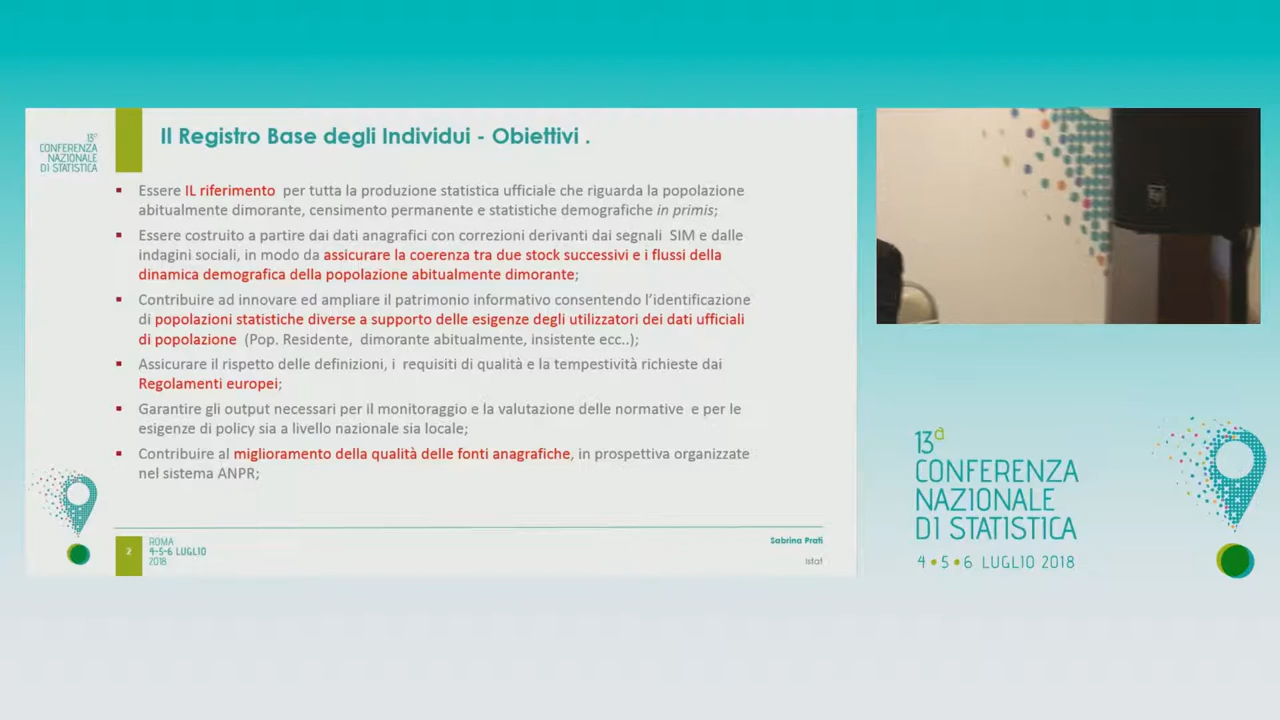 13ª
CONFERENZA
NAZIONALE
DI STATISTICA
Il Registro Base degli Individui - Obiettivi .
Essere IL riferimento per tutta la produzione statistica ufficiale che riguarda la popolazione
abitualmente dimorante, censimento permanente e statistiche demografiche in primis;
Essere costruito a partire dai dati anagrafici con correzioni derivanti dai segnali SIM e dalle
indagini sociali, in modo da assicurare la coerenza tra due stock successivi e i flussi della
dinamica demografica della popolazione abitualmente dimorante;
Contribuire ad innovare ed ampliare il patrimonio informativo consentendo l'identificazione
di popolazioni statistiche diverse a supporto delle esigenze degli utilizzatori dei dati ufficiali
di popolazione (Pop. Residente, dimorante abitualmente, insistente ecc..);
Assicurare il rispetto delle definizioni, i requisiti di qualità e la tempestività richieste dai
Regolamenti europei;
Garantire gli output necessari per il monitoraggio e la valutazione delle normative e per le
esigenze di policy sia a livello nazionale sia locale;
Contribuire al miglioramento della qualità delle fonti anagrafiche, in prospettiva organizzate
nel sistema ANPR;
2
ROMA
4-5-6 LUGLIO
2018
Sabrina Prati
Istat
13ª
CONFERENZA
NAZIONALE
DI STATISTICA
4•5•6 LUGLIO 2018